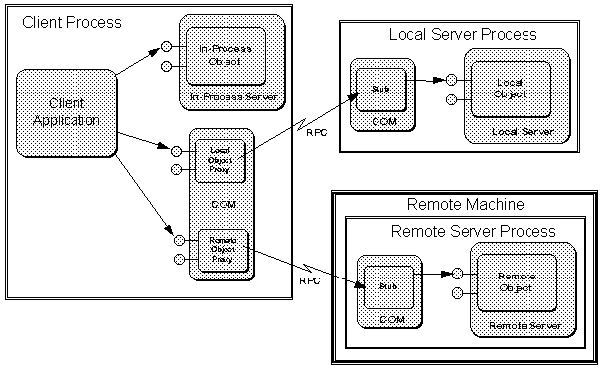 Client Process
In-Process
Object
In-Process Server
Client
Application
Local
Object
Proxy
COM
Remote
Object
Proxy
RPC
RPC
Local Server Process
Stub
COM
Local
Object
Local Server
Remote Machine
Remote Server Process
Stub
COM
Remote
Object
Remote Server